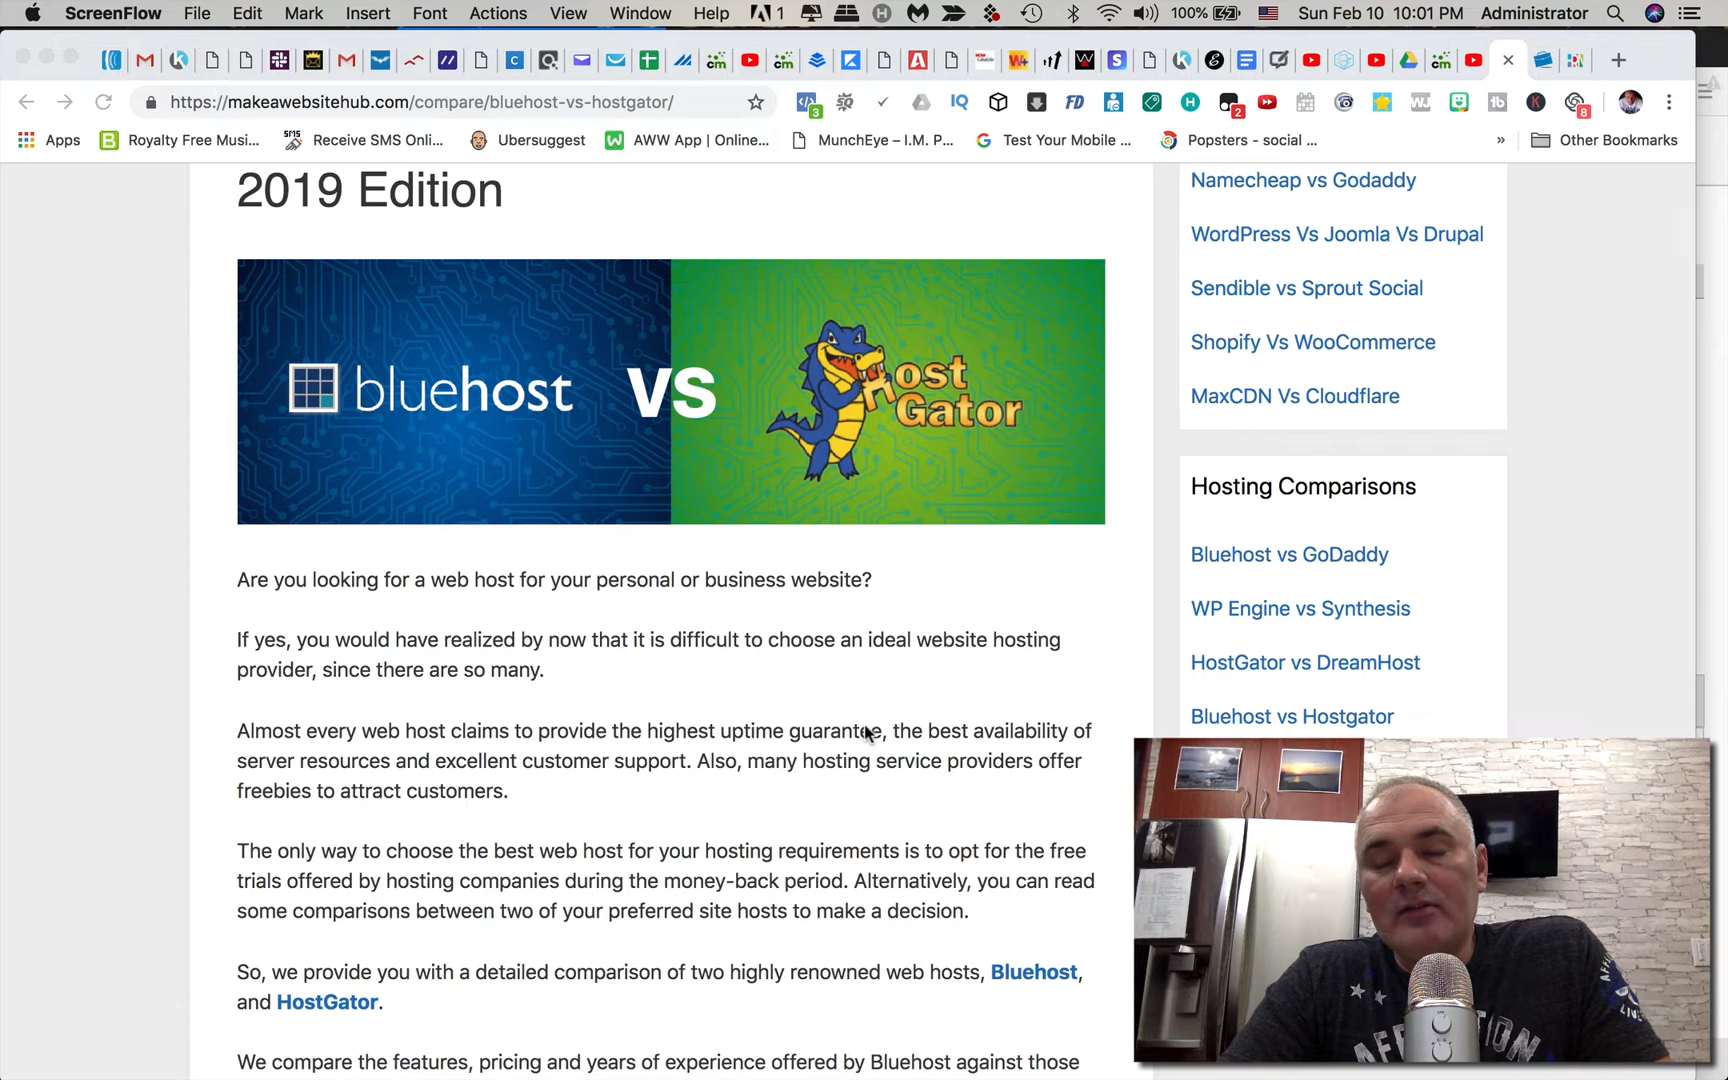 ScreenFlow File Edit Mark Insert Font Actions View Window Help 1 100% Sun Feb 10 10:01 PM Administrator
https://makeawebsitehub.com/compare/bluehost-vs-hostgator/
Apps Royalty Free Musi... Receive SMS Onli... Ubersuggest AWW App | Online... MunchEye – I.M. P... Test Your Mobile ... Popsters - social ... » Other Bookmarks
2019 Edition
bluehost VS HostGator
Are you looking for a web host for your personal or business website?
If yes, you would have realized by now that it is difficult to choose an ideal website hosting
provider, since there are so many.
Almost every web host claims to provide the highest uptime guarantee, the best availability of
server resources and excellent customer support. Also, many hosting service providers offer
freebies to attract customers.
The only way to choose the best web host for your hosting requirements is to opt for the free
trials offered by hosting companies during the money-back period. Alternatively, you can read
some comparisons between two of your preferred site hosts to make a decision.
So, we provide you with a detailed comparison of two highly renowned web hosts, Bluehost,
and HostGator.
We compare the features, pricing and years of experience offered by Bluehost against those
Namecheap vs Godaddy
WordPress Vs Joomla Vs Drupal
Sendible vs Sprout Social
Shopify Vs WooCommerce
MaxCDN Vs Cloudflare
Hosting Comparisons
Bluehost vs GoDaddy
WP Engine vs Synthesis
HostGator vs DreamHost
Bluehost vs Hostgator